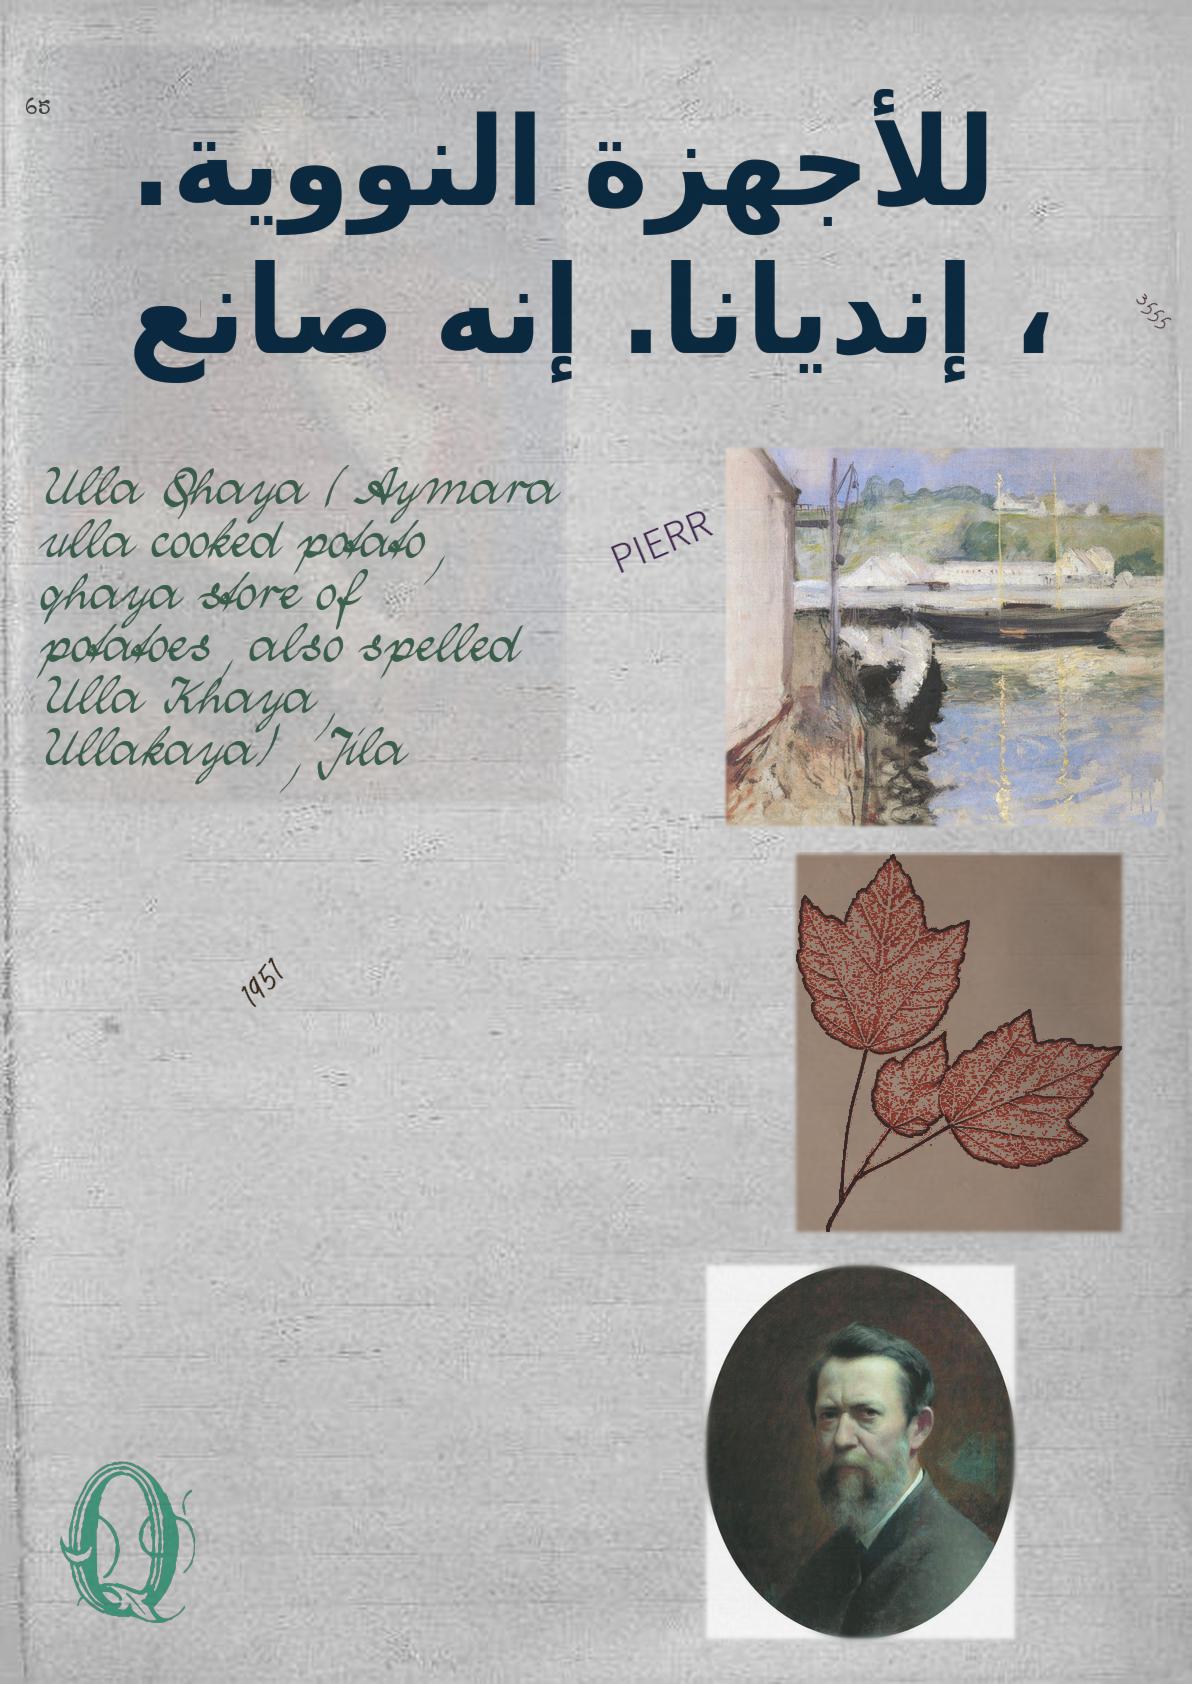 65
للأجهزة النووية.
، إنديانا. إنه صانع
3555
Ulla Qhaya ( Aymara
ulla cooked potato,
qhaya store of
potatoes, also spelled
Ulla Khaya,
Ullakaya) , Jila
PIERR
1951
Q